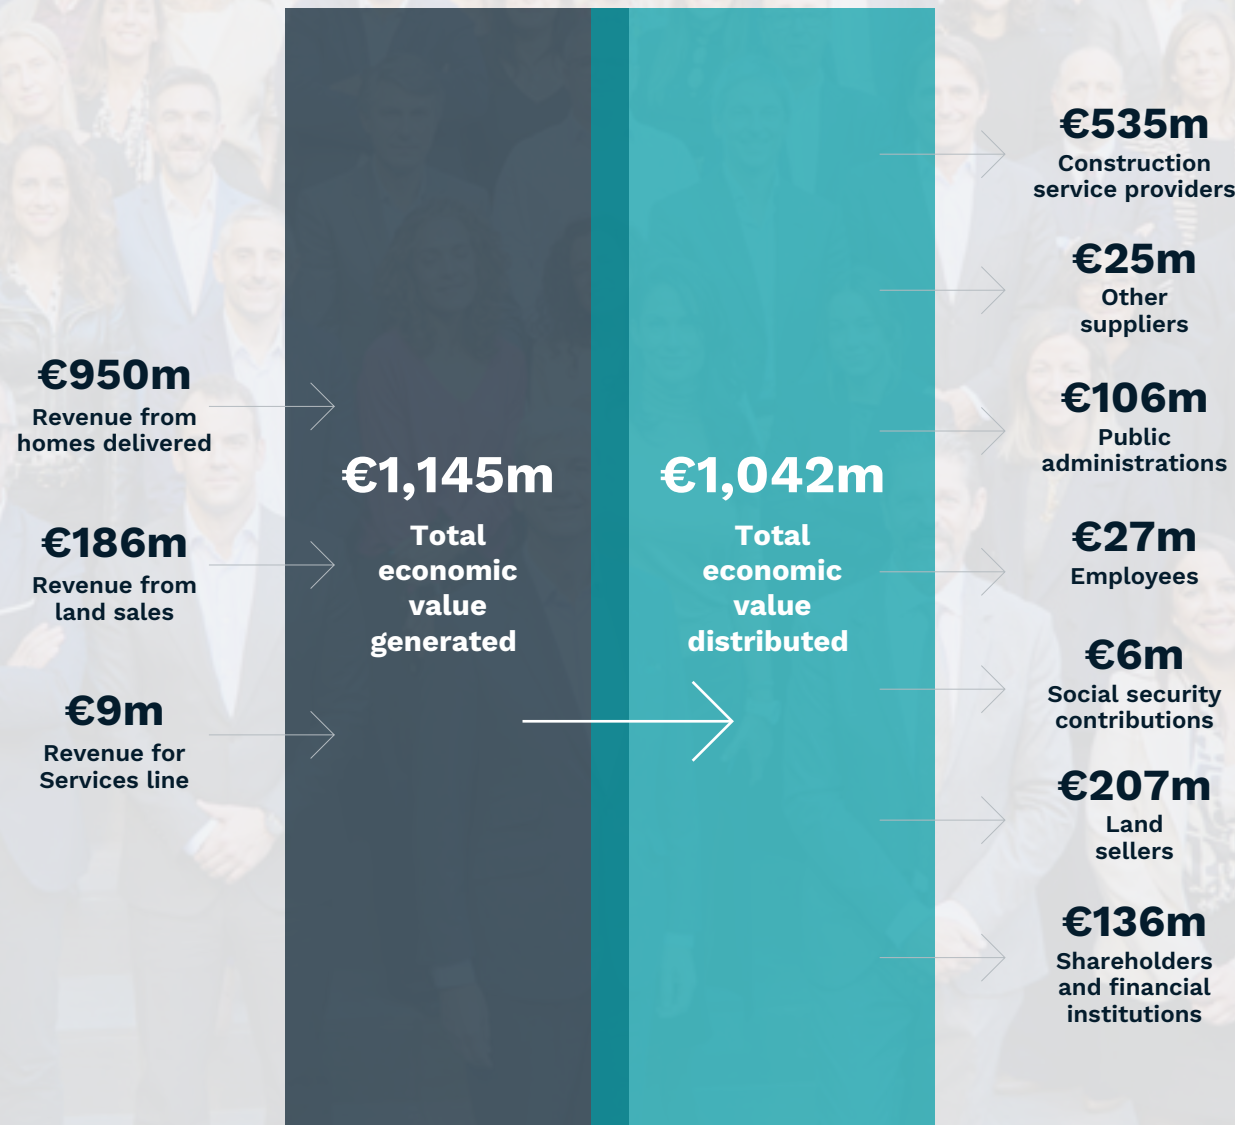 €950m
Revenue from
homes delivered
€186m
Revenue from
land sales
€9m
Revenue for
Services line
€1,145m
Total
economic
value
generated
€1,042m
Total
economic
value
distributed
€535m
Construction
service providers
€25m
Other
suppliers
€106m
Public
administrations
€27m
Employees
€6m
Social security
contributions
€207m
Land
sellers
€136m
Shareholders
and financial
institutions